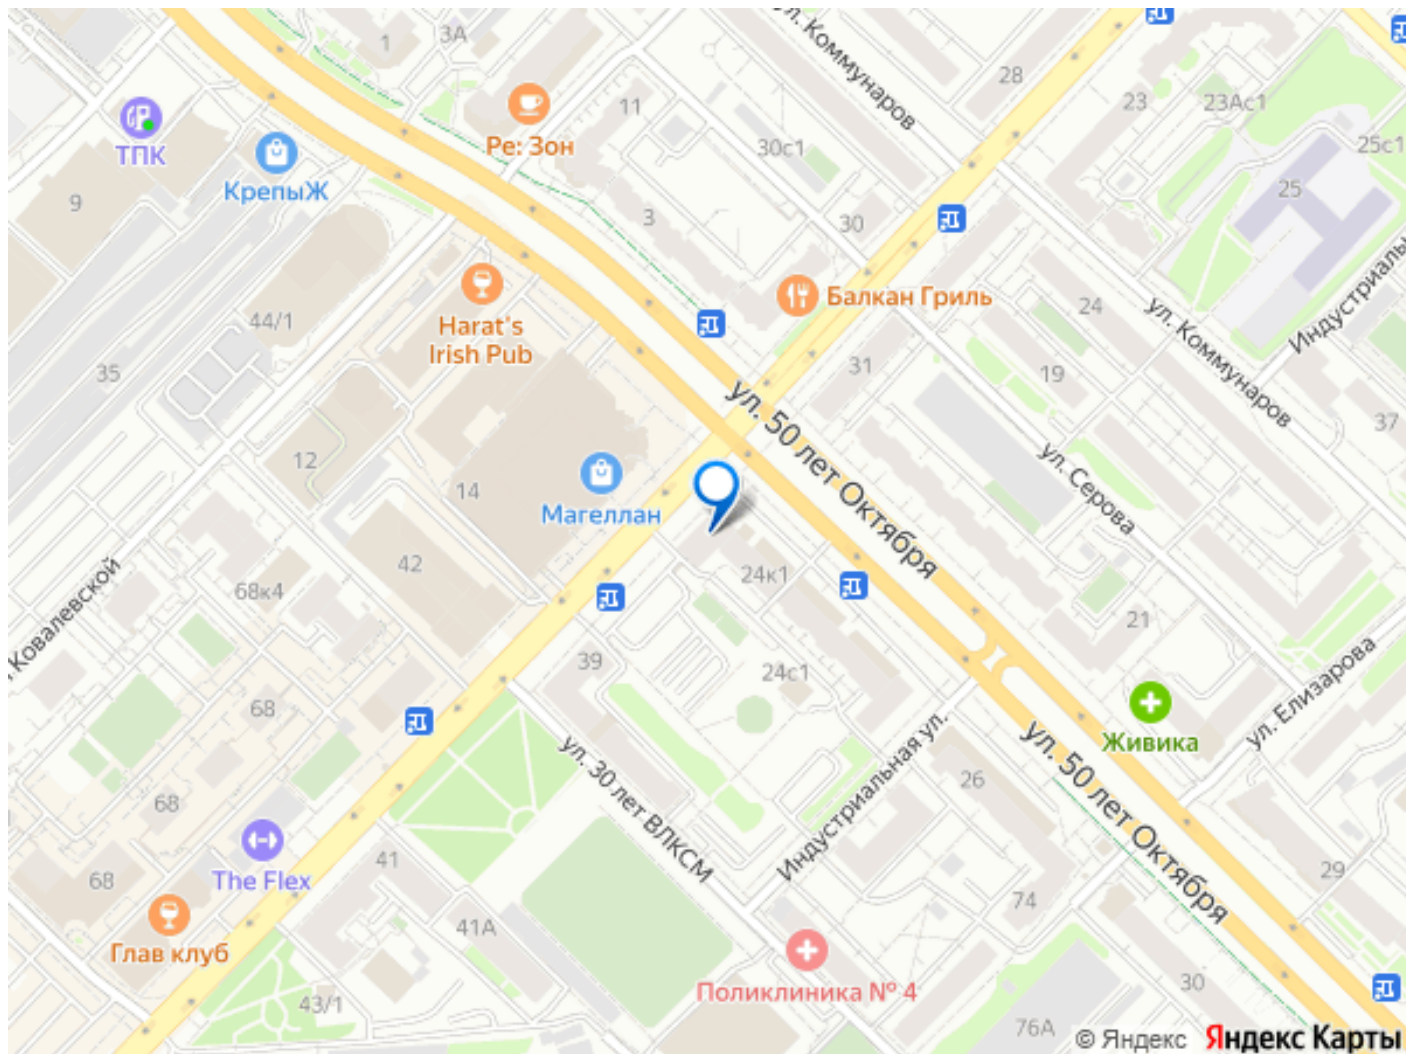 1
3А
ул. Коммунаров
28
23
23Ас1
25с1
ТПК
КрепыЖ
Ре: Зон
11
30с1
25
9
3
30
Индустриаль
44/1
Harat's
Irish Pub
Балкан Гриль
24
ул. Коммунаров
35
31
19
37
ул. 50 лет Октября
12
14
Магеллан
ул. Серова
42
24к1
68к4
Ковалевской
39
24с1
21
ул. Елизарова
68
Живика
ул. 30 лет ВЛКСМ
Индустриальная ул.
26
ул. 50 лет Октября
68
The Flex
41
68
29
74
41А
Глав клуб
Поликлиника № 4
43/1
30
76А
© Яндекс Яндекс Карты